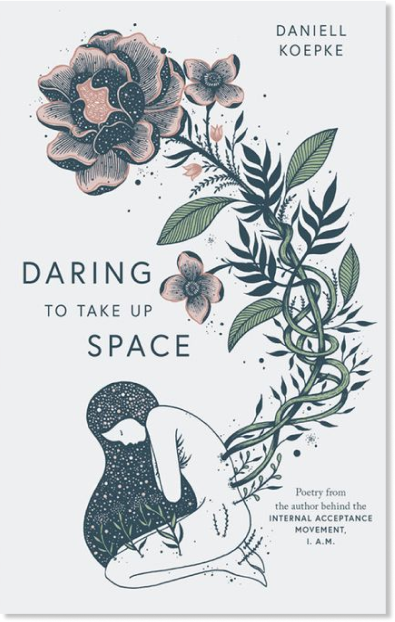 DANIELL
KOEPKE
DARING
TO TAKE UP
SPACE
Poetry from
the author behind the
INTERNAL ACCEPTANCE
MOVEMENT,
I. A.M.